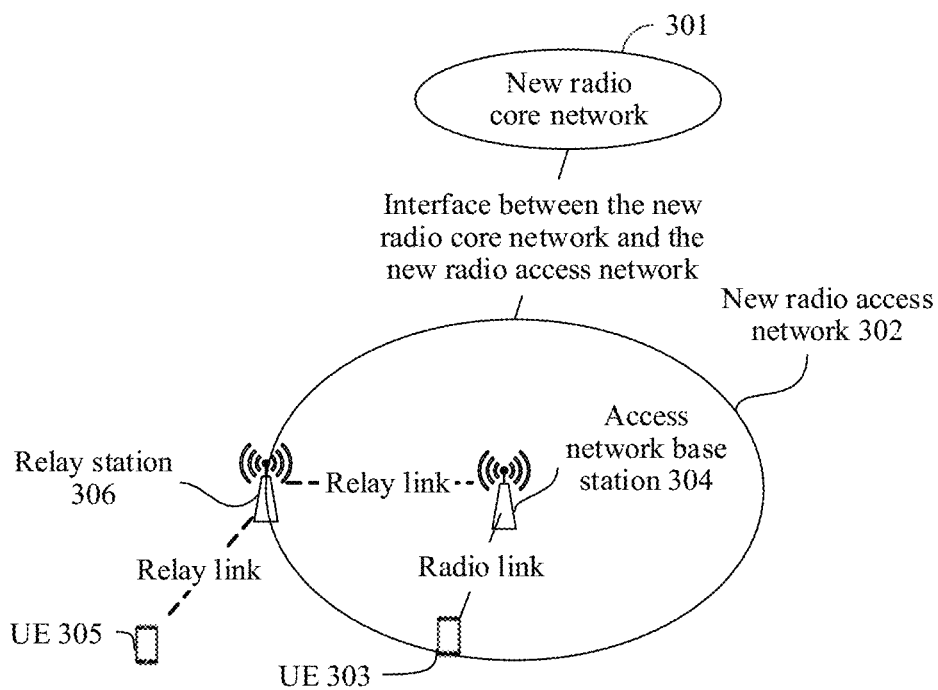 301
New radio
core network
Interface between the new
radio core network and the
new radio access network
New radio access
network 302
Access
network base
station 304
Relay station
306
Relay link
Relay link
Radio link
UE 305
UE 303